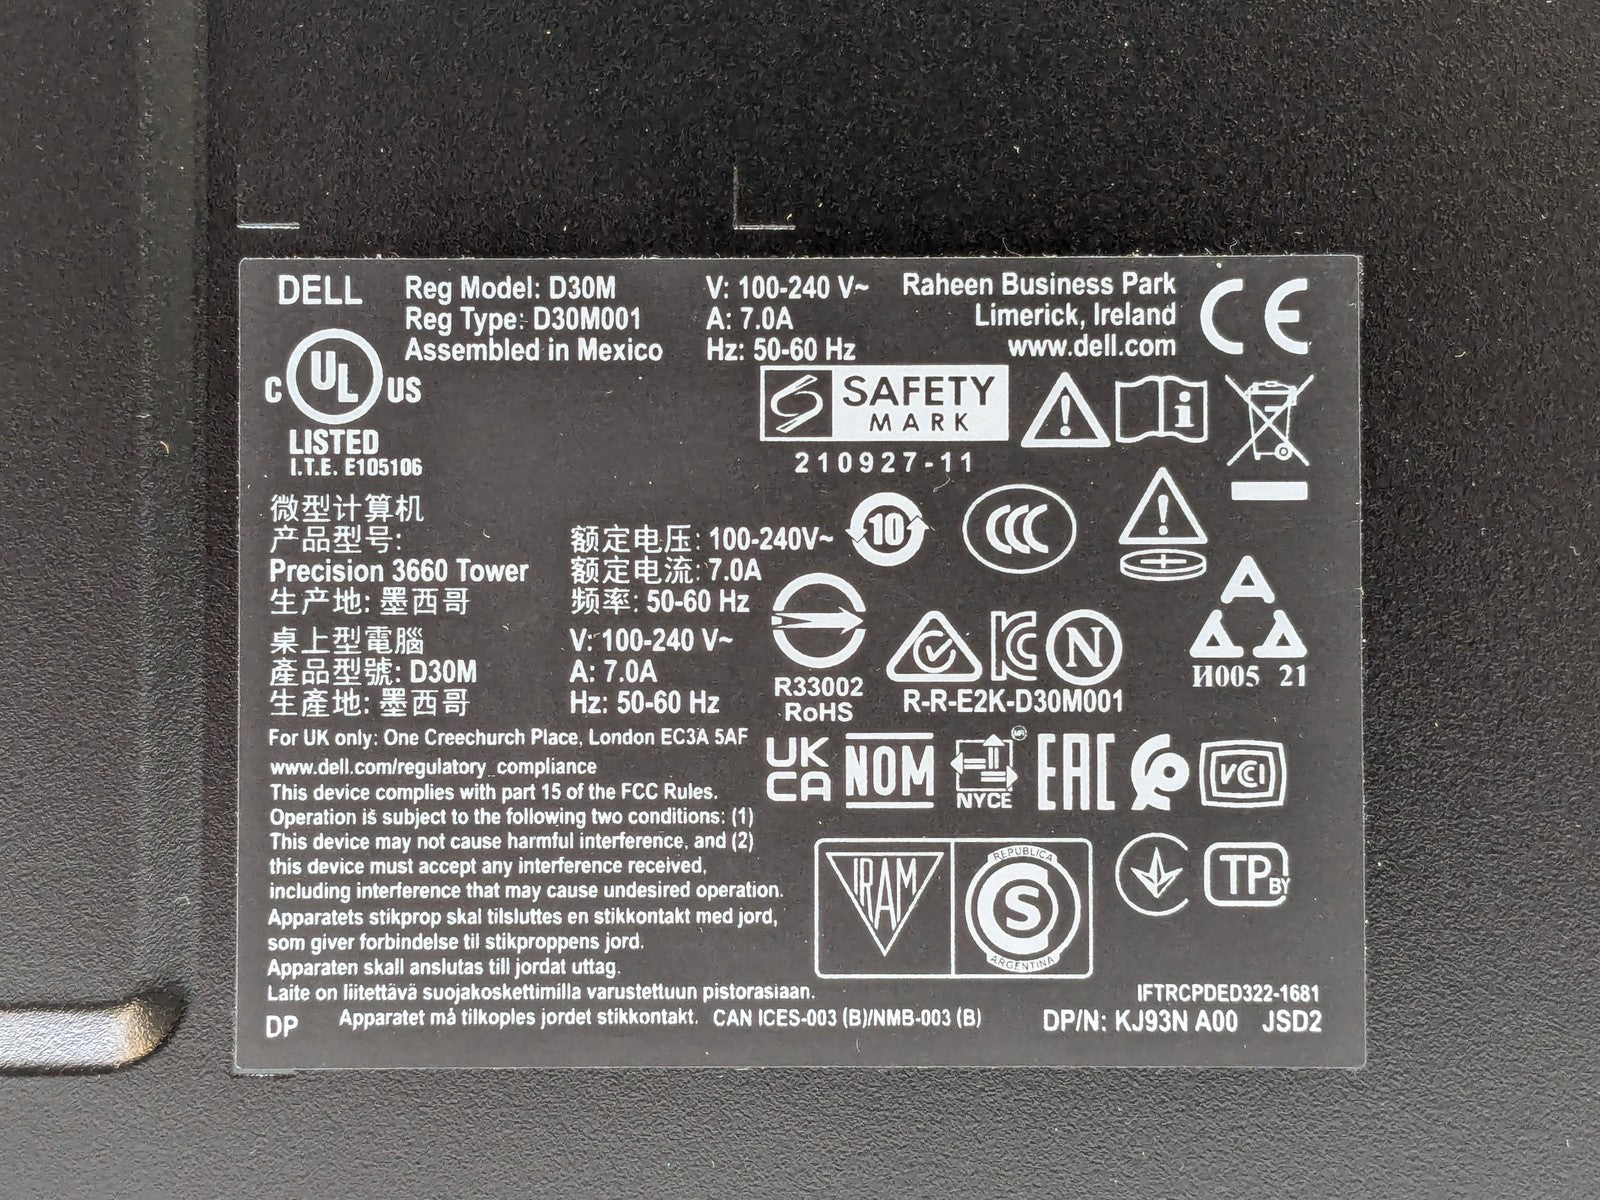 DELL
Reg Model: D30M
Reg Type: D30M001
Assembled in Mexico
V: 100-240 V~
A: 7.0A
Hz: 50-60 Hz
Raheen Business Park
Limerick, Ireland
www.dell.com
CE
C UL US
LISTED
I.T.E. E105106
SAFETY
MARK
210927-11
i
微型计算机
产品型号:
Precision 3660 Tower
生产地: 墨西哥
额定电压: 100-240V~
额定电流: 7.0A
频率: 50-60 Hz
10
CCC
桌上型電腦
產品型號: D30M
生產地: 墨西哥
V: 100-240 V~
A: 7.0A
Hz: 50-60 Hz
R33002
RoHS
KC N
R-R-E2K-D30M001
И005 21
For UK only: One Creechurch Place, London EC3A 5AF
www.dell.com/regulatory_compliance
This device complies with part 15 of the FCC Rules.
Operation is subject to the following two conditions: (1)
This device may not cause harmful interference, and (2)
this device must accept any interference received,
including interference that may cause undesired operation.
Apparatets stikprop skal tilsluttes en stikkontakt med jord,
som giver forbindelse til stikproppens jord.
Apparaten skall anslutas till jordat uttag.
Laite on liitettävä suojakoskettimilla varustettuun pistorasiaan.
DP Apparatet må tilkoples jordet stikkontakt. CAN ICES-003 (B)/NMB-003 (B)
UK
CA
NOM
NYCE
EAC
VCCI
IRAM
REPUBLICA
S
ARGENTINA
TP BY
IFTRCPDED322-1681
DP/N: KJ93N A00 JSD2